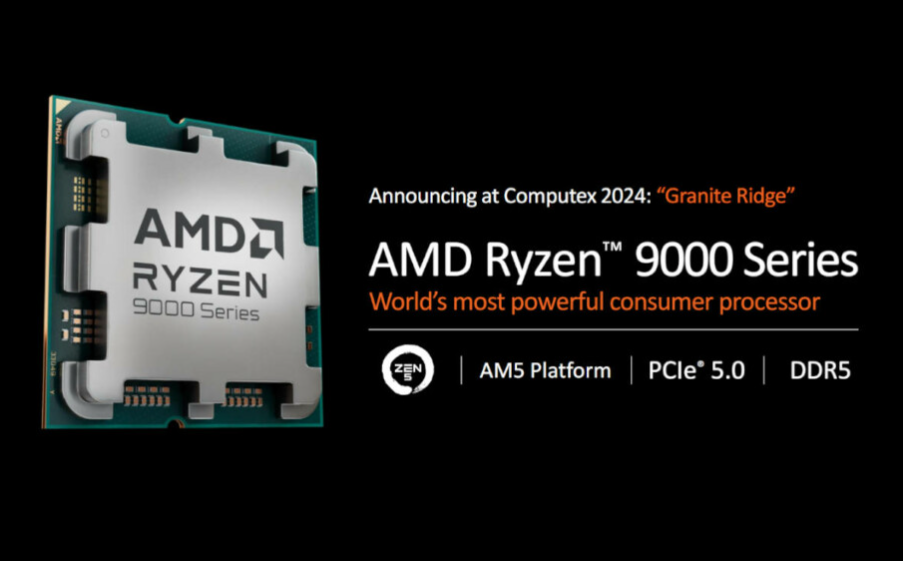 AMD
RYZEN
9000 Series
Announcing at Computex 2024: “Granite Ridge”
AMD Ryzen™ 9000 Series
World’s most powerful consumer processor
ZEN
5
AM5 Platform
PCIe® 5.0
DDR5